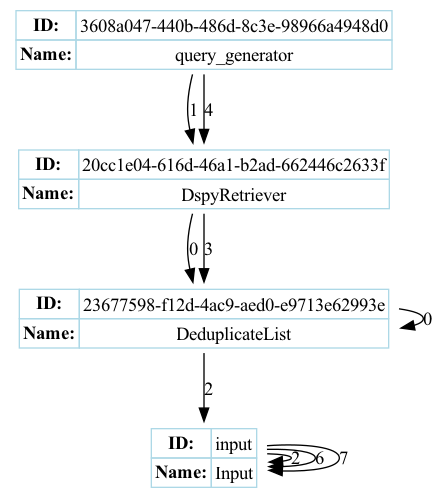 ID: 3608a047-440b-486d-8c3e-98966a4948d0
Name: query_generator
1 4
ID: 20cc1e04-616d-46a1-b2ad-662446c2633f
Name: DspyRetriever
0 3
ID: 23677598-f12d-4ac9-aed0-e9713e62993e
0
Name: DeduplicateList
2
ID: input
2 6 7
Name: Input